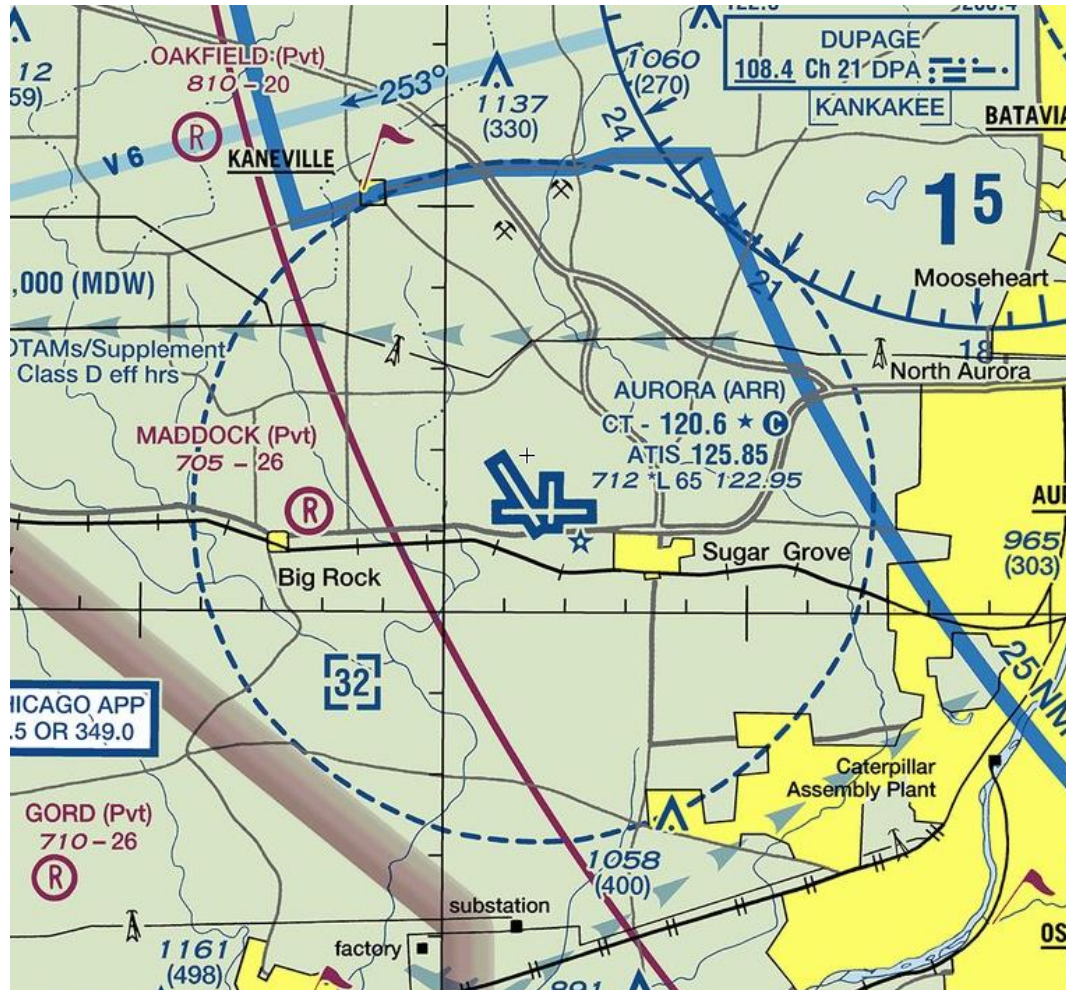 OAKFIELD (Pvt)
810 - 20
12
59)
253°
V 6
KANEVILLE
1137
(330)
1060
(270)
24
DUPAGE
108.4 Ch 21 DPA
KANKAKEE
BATAVIA
15
Mooseheart
21
18
North Aurora
,000 (MDW)
OTAMs/Supplement
Class D eff hrs
MADDOCK (Pvt)
705 - 26
R
R
AURORA (ARR)
CT - 120.6 ★ C
ATIS 125.85
712 *L 65 122.95
AU
965
(303)
Big Rock
Sugar Grove
32
HICAGO APP
.5 OR 349.0
25 NM
Caterpillar
Assembly Plant
GORD (Pvt)
710 - 26
R
1058
(400)
substation
factory
1161
(498)
891
OS